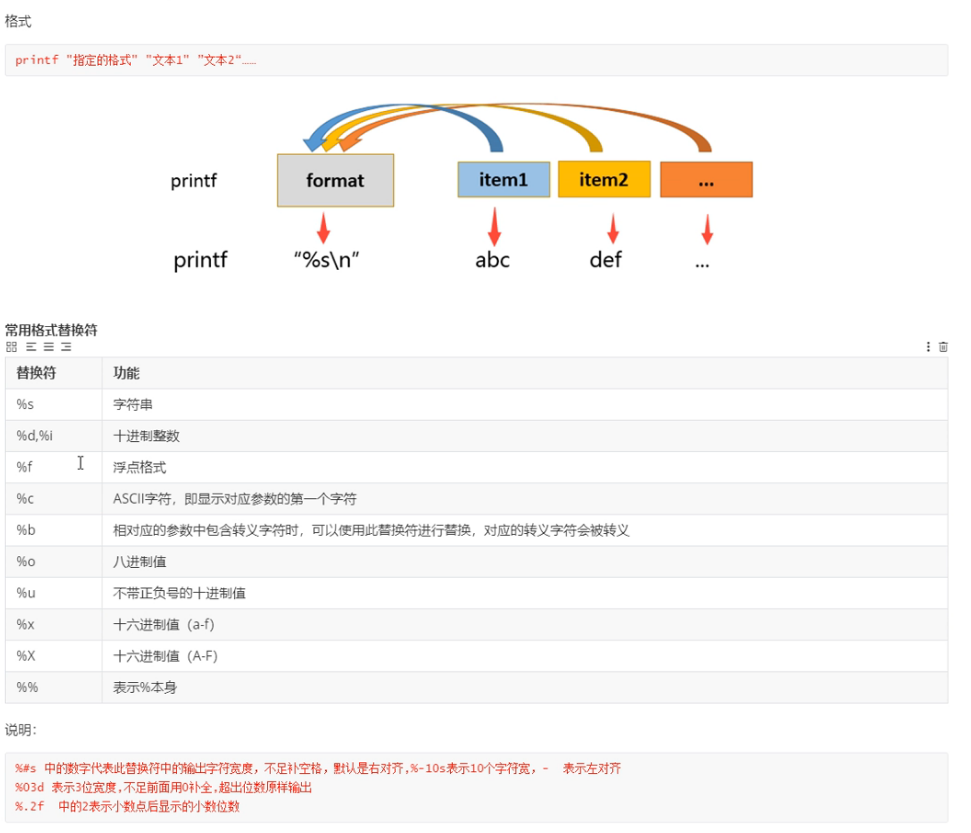 格式
printf "指定的格式" "文本1" ”文本2“……
printf format item1 item2 ...
printf “%s\n” abc def ...
常用格式替换符
替换符 功能
%s 字符串
%d,%i 十进制整数
%f 浮点格式
%c ASCII字符，即显示对应参数的第一个字符
%b 相对应的参数中包含转义字符时，可以使用此替换符进行替换，对应的转义字符会被转义
%o 八进制值
%u 不带正负号的十进制值
%x 十六进制值（a-f）
%X 十六进制值（A-F）
%% 表示%本身
说明：
%#s 中的数字代表此替换符中的输出字符宽度，不足补空格，默认是右对齐,%-10s表示10个字符宽，- 表示左对齐
%03d 表示3位宽度,不足前面用0补全,超出位数原样输出
%.2f 中的2表示小数点后显示的小数位数